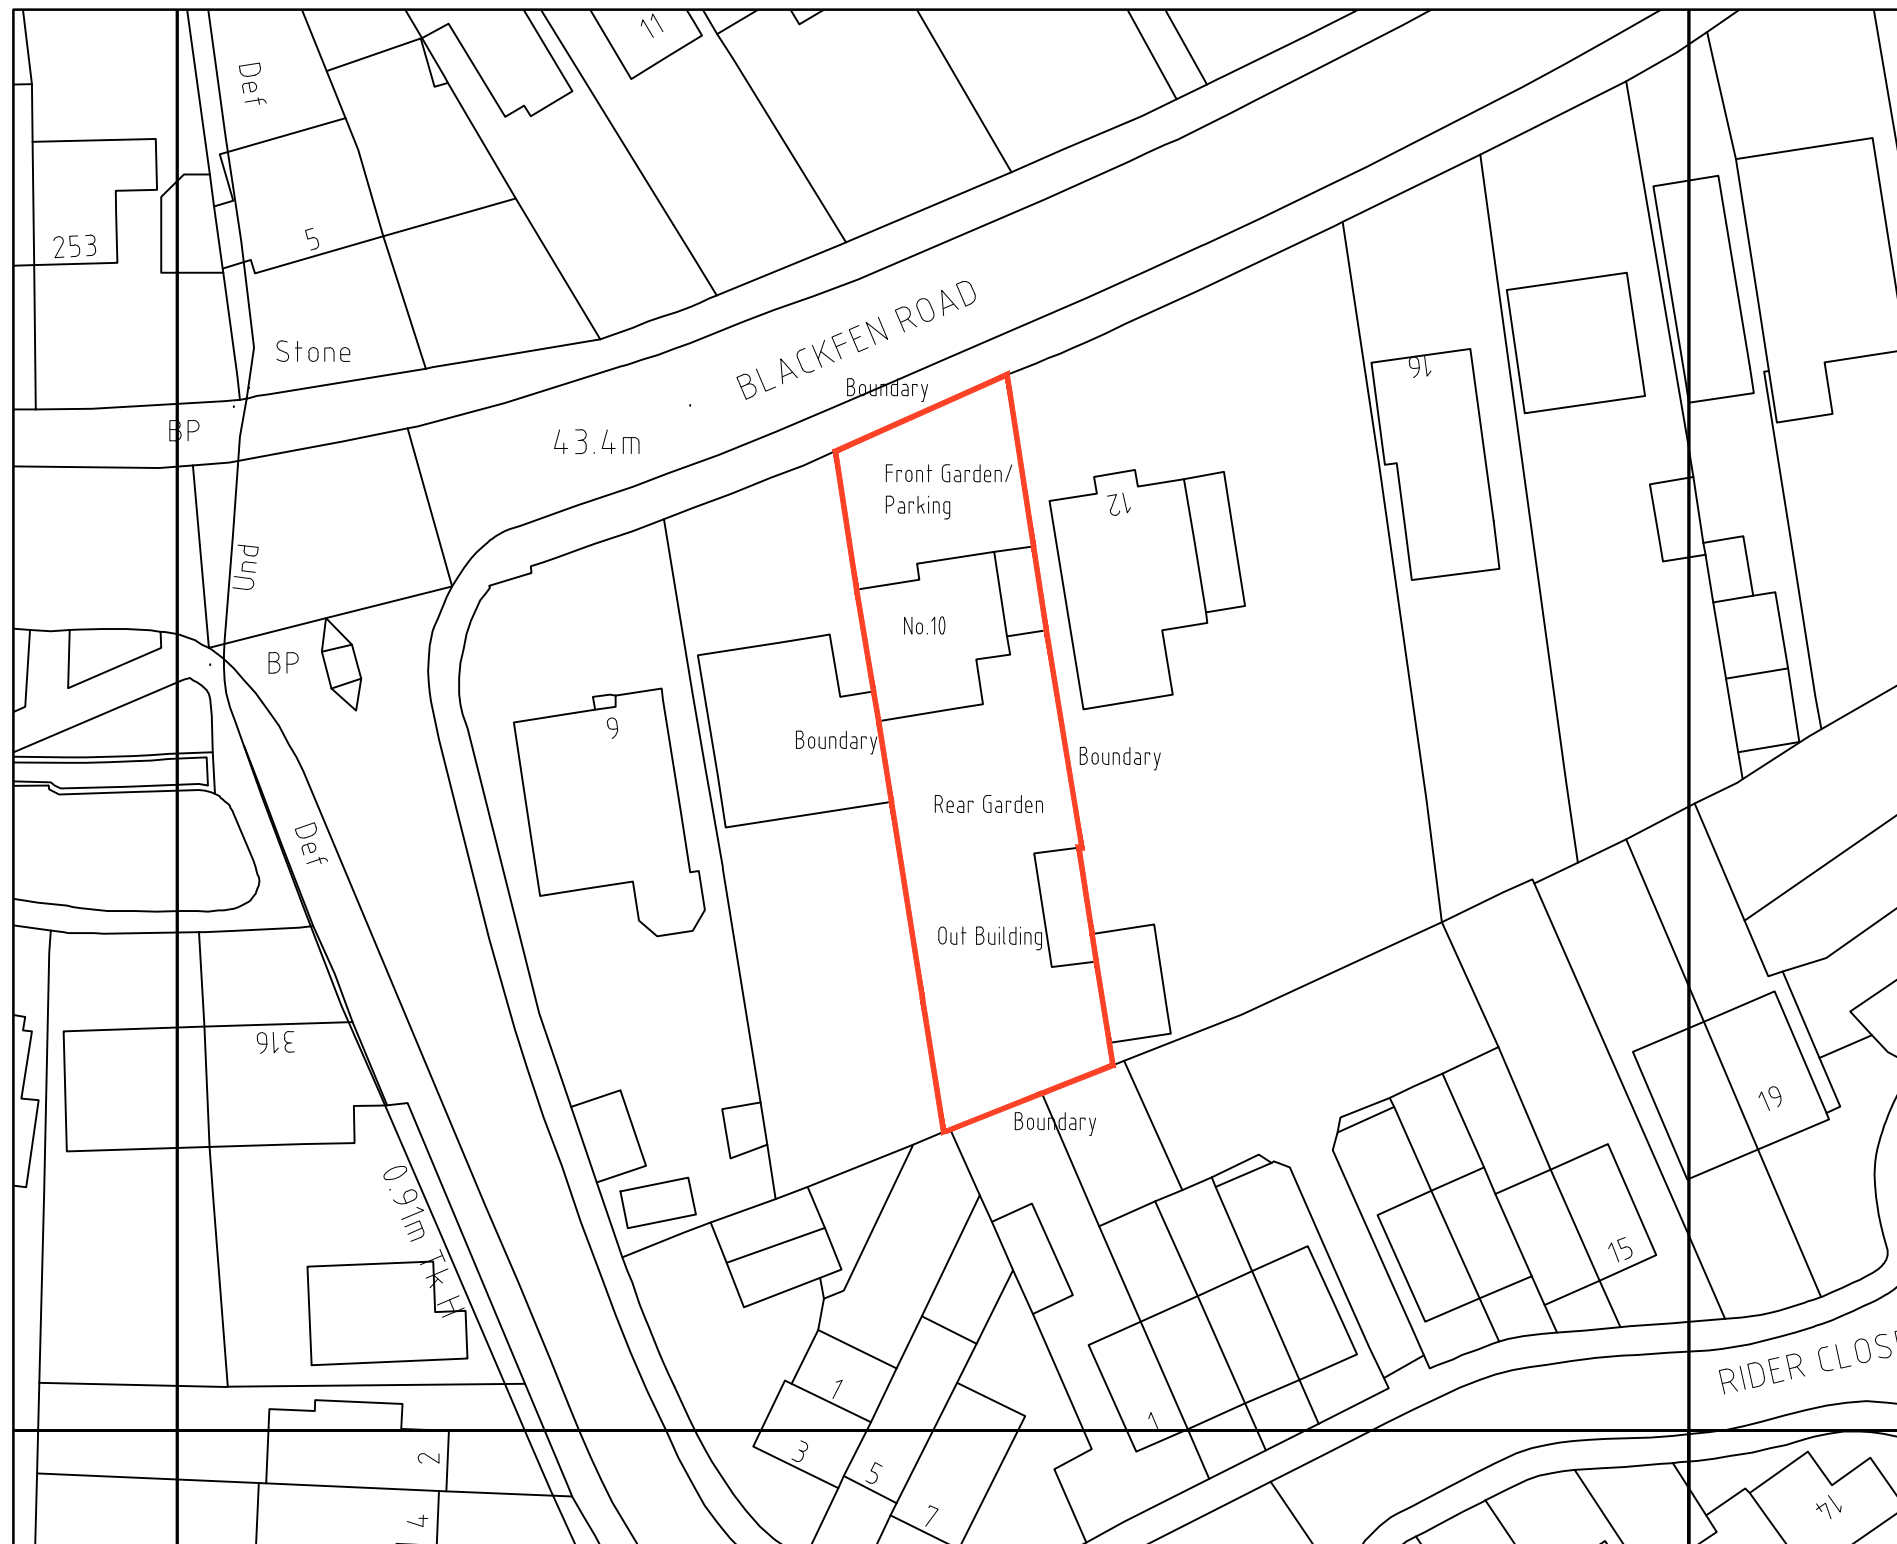 11
Def
253
5
Stone
BLACKFEN ROAD
Boundary
BP
43.4m
16
Front Garden/
Parking
12
Und
No.10
BP
6
Boundary
Boundary
Def
Rear Garden
Out Building
316
Boundary
19
0.91m Tk H
15
RIDER CLOS
1
1
3
5
7
2
14
4